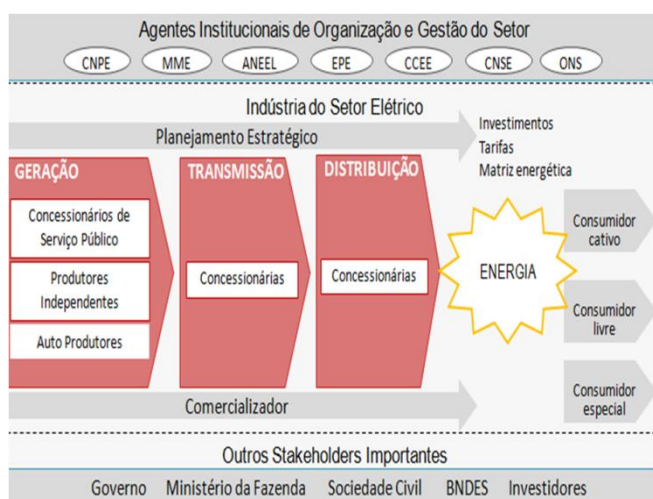 Agentes Institucionais de Organização e Gestão do Setor
CNPE MME ANEEL EPE CCEE CNSE ONS
Indústria do Setor Elétrico
Planejamento Estratégico
Investimentos
Tarifas
Matriz energética
GERAÇÃO
Concessionários de
Serviço Público
Produtores
Independentes
Auto Produtores
TRANSMISSÃO
Concessionárias
DISTRIBUIÇÃO
Concessionárias
ENERGIA
Consumidor
cativo
Consumidor
livre
Consumidor
especial
Comercializador
Outros Stakeholders Importantes
Governo Ministério da Fazenda Sociedade Civil BNDES Investidores